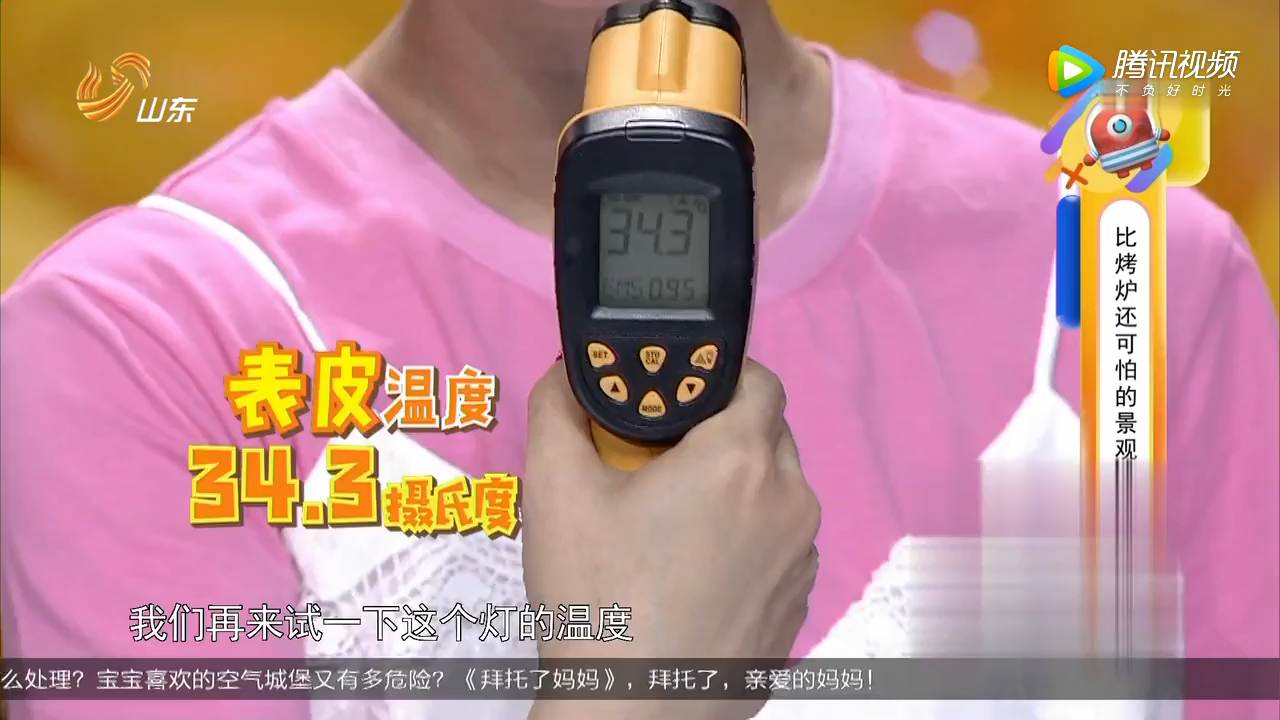 山东
腾讯视频
不负好时光
34.3
0.95
SET
STO
CAL
MODE
比烤炉还可怕的景观
表皮温度
34.3摄氏度
我们再来试一下这个灯的温度
么处理？宝宝喜欢的空气城堡又有多危险？《拜托了妈妈》，拜托了，亲爱的妈妈！